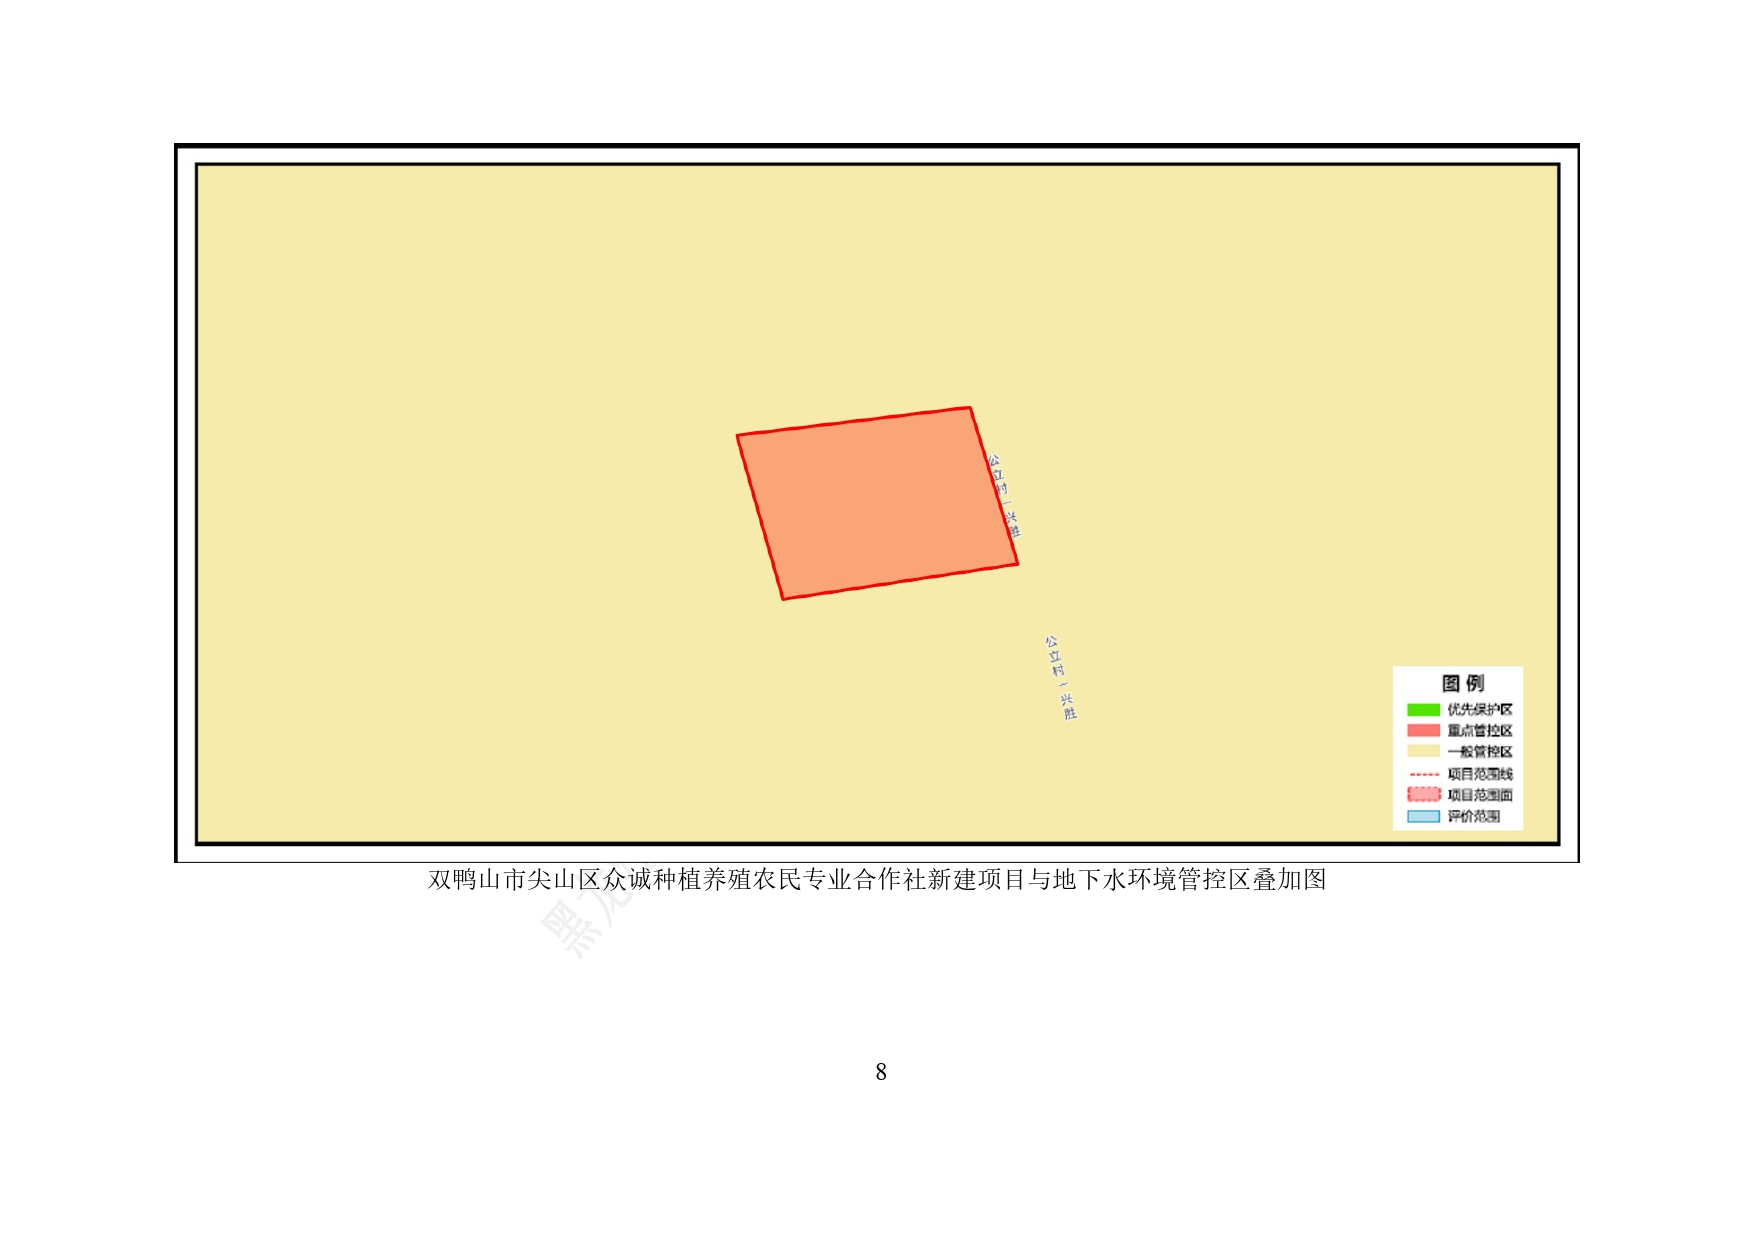 公立村一兴胜
公立村一兴胜
图 例
优先保护区
重点管控区
一般管控区
项目范围线
项目范围面
评价范围
双鸭山市尖山区众诚种植养殖农民专业合作社新建项目与地下水环境管控区叠加图
黑龙
8